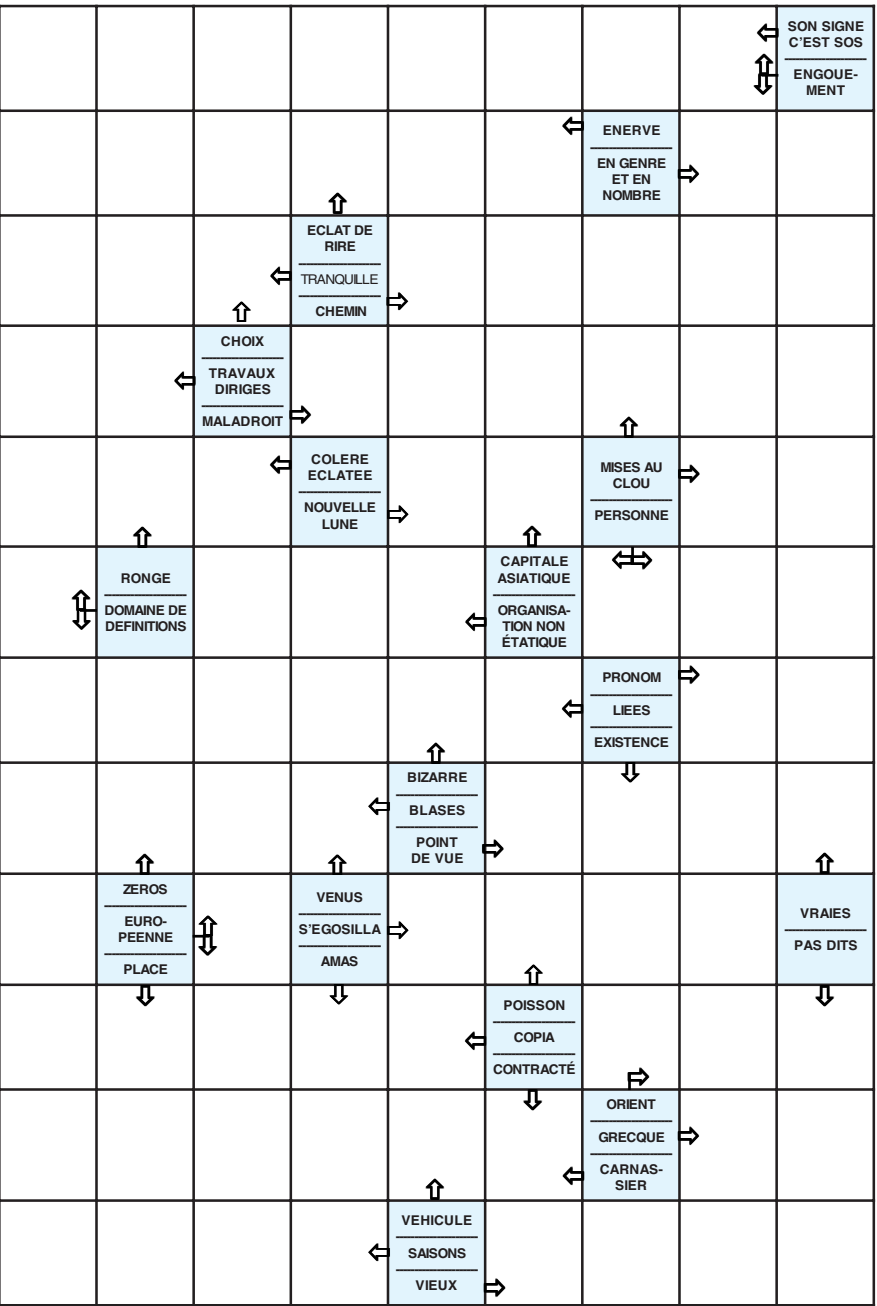 SON SIGNE
C'EST SOS
ENGOUE-
MENT
ENERVE
EN GENRE
ET EN
NOMBRE
ECLAT DE
RIRE
TRANQUILLE
CHEMIN
CHOIX
TRAVAUX
DIRIGES
MALADROIT
COLERE
ECLATEE
NOUVELLE
LUNE
MISES AU
CLOU
PERSONNE
RONGE
DOMAINE DE
DEFINITIONS
CAPITALE
ASIATIQUE
ORGANISA-
TION NON
ÉTATIQUE
PRONOM
LIEES
EXISTENCE
BIZARRE
BLASES
POINT
DE VUE
ZEROS
EURO-
PEENNE
PLACE
VENUS
S'EGOSILLA
AMAS
VRAIES
PAS DITS
POISSON
COPIA
CONTRACTÉ
ORIENT
GRECQUE
CARNAS-
SIER
VEHICULE
SAISONS
VIEUX